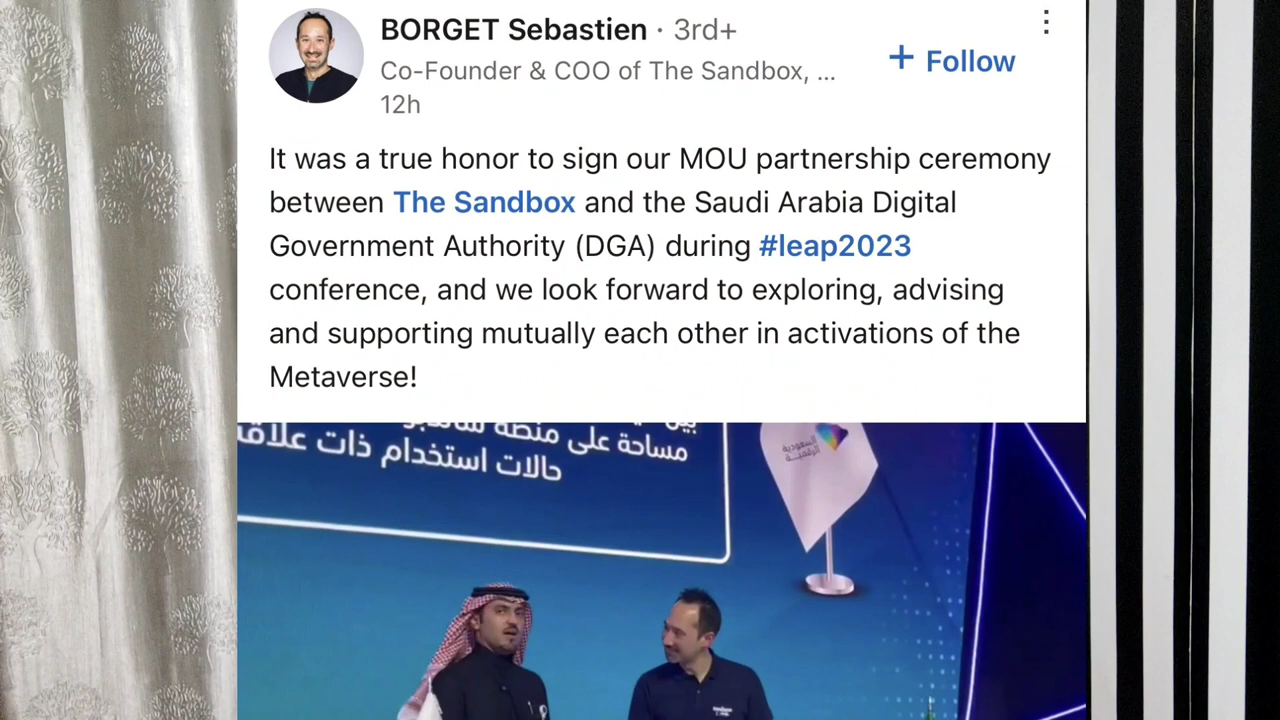 BORGET Sebastien · 3rd+
Co-Founder & COO of The Sandbox, ...
12h
+ Follow
It was a true honor to sign our MOU partnership ceremony
between The Sandbox and the Saudi Arabia Digital
Government Authority (DGA) during #leap2023
conference, and we look forward to exploring, advising
and supporting mutually each other in activations of the
Metaverse!
مساحة على منصة
حالات استخدام ذات
السعودية
الرقمية